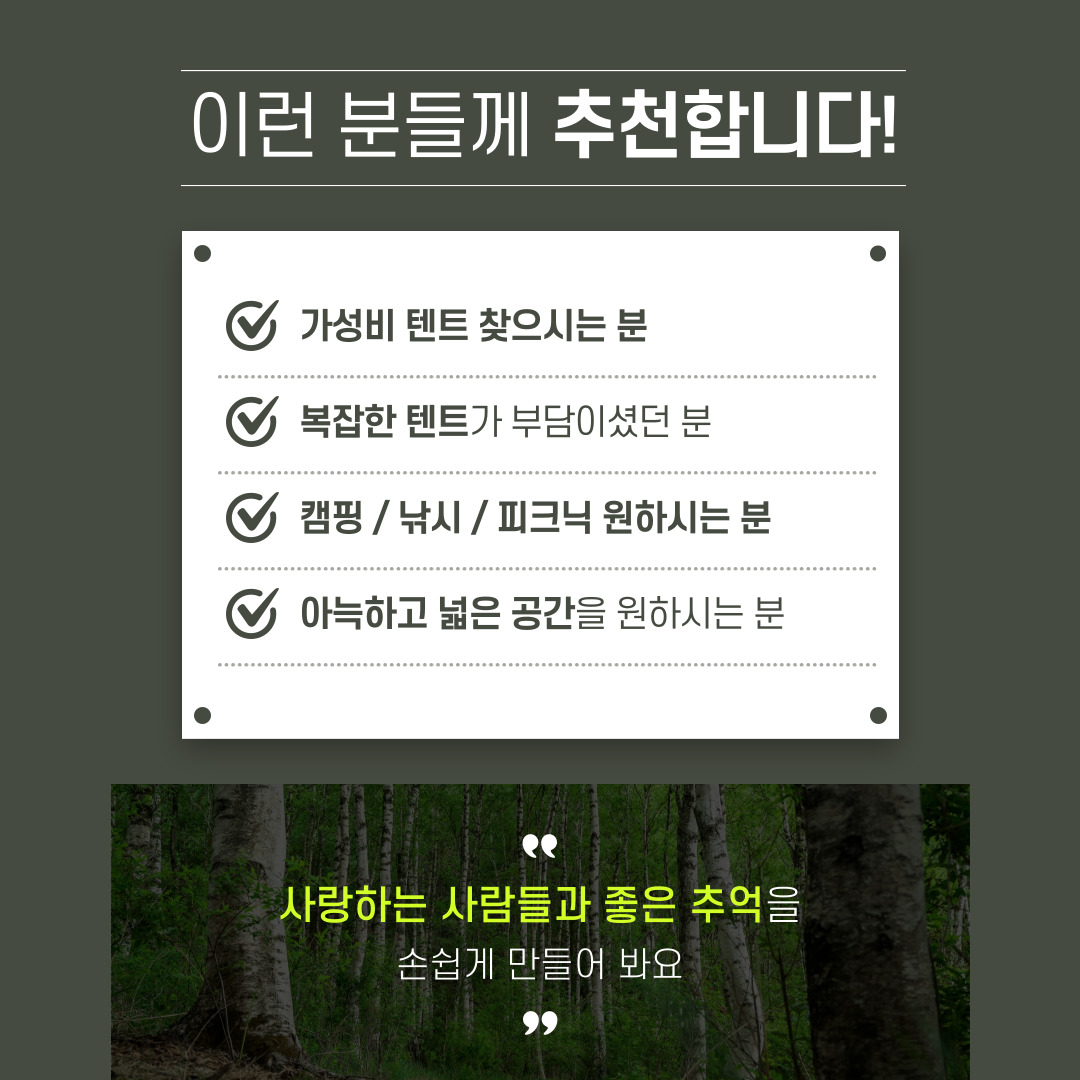 이런 분들께 추천합니다!
가성비 텐트 찾으시는 분
복잡한 텐트가 부담이셨던 분
캠핑 / 낚시 / 피크닉 원하시는 분
아늑하고 넓은 공간을 원하시는 분
❝
사랑하는 사람들과 좋은 추억을
손쉽게 만들어 봐요
❞